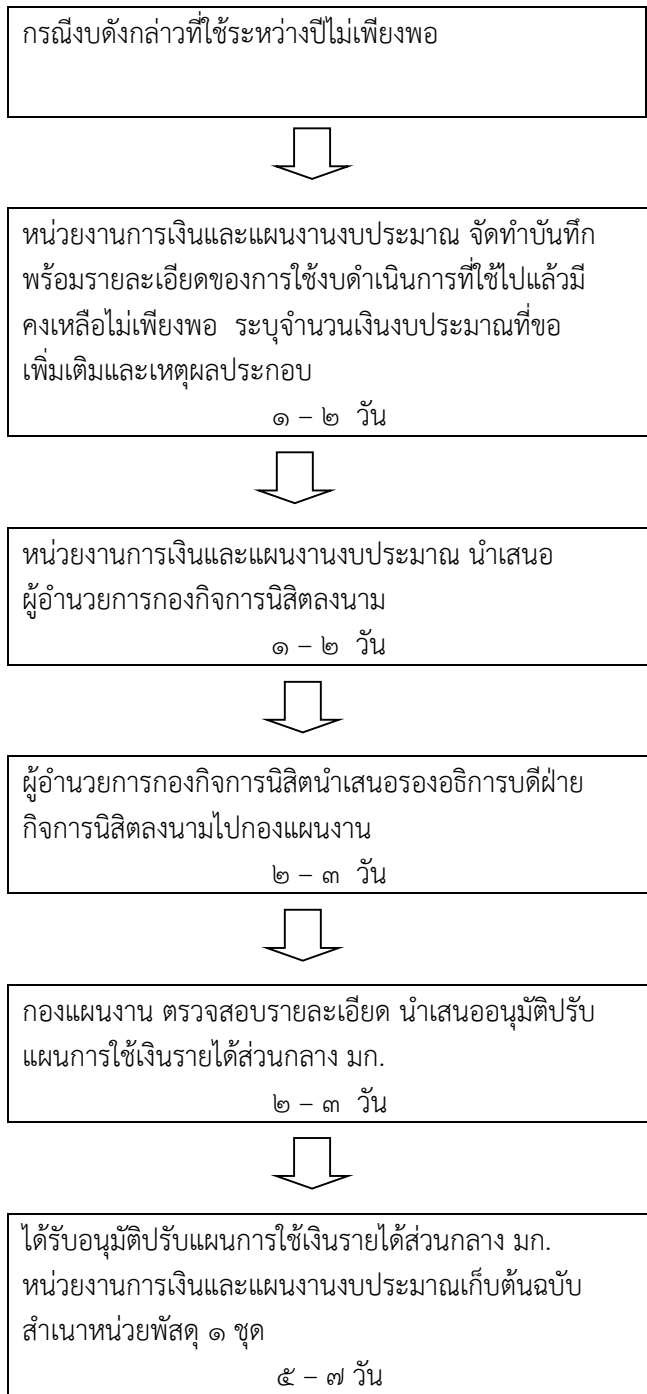 กรณีงบดังกล่าวที่ใช้ระหว่างปีไม่เพียงพอ
หน่วยงานการเงินและแผนงานงบประมาณ จัดทำบันทึก
พร้อมรายละเอียดของการใช้งบดำเนินการที่ใช้ไปแล้วมี
คงเหลือไม่เพียงพอ ระบุจำนวนเงินงบประมาณที่ขอ
เพิ่มเติมและเหตุผลประกอบ
๑ – ๒ วัน
หน่วยงานการเงินและแผนงานงบประมาณ นำเสนอ
ผู้อำนวยการกองกิจการนิสิตลงนาม
๑ – ๒ วัน
ผู้อำนวยการกองกิจการนิสิตนำเสนอรองอธิการบดีฝ่าย
กิจการนิสิตลงนามไปกองแผนงาน
๒ – ๓ วัน
กองแผนงาน ตรวจสอบรายละเอียด นำเสนออนุมัติปรับ
แผนการใช้เงินรายได้ส่วนกลาง มก.
๒ – ๓ วัน
ได้รับอนุมัติปรับแผนการใช้เงินรายได้ส่วนกลาง มก.
หน่วยงานการเงินและแผนงานงบประมาณเก็บต้นฉบับ
สำเนาหน่วยพัสดุ ๑ ชุด
๕ – ๗ วัน